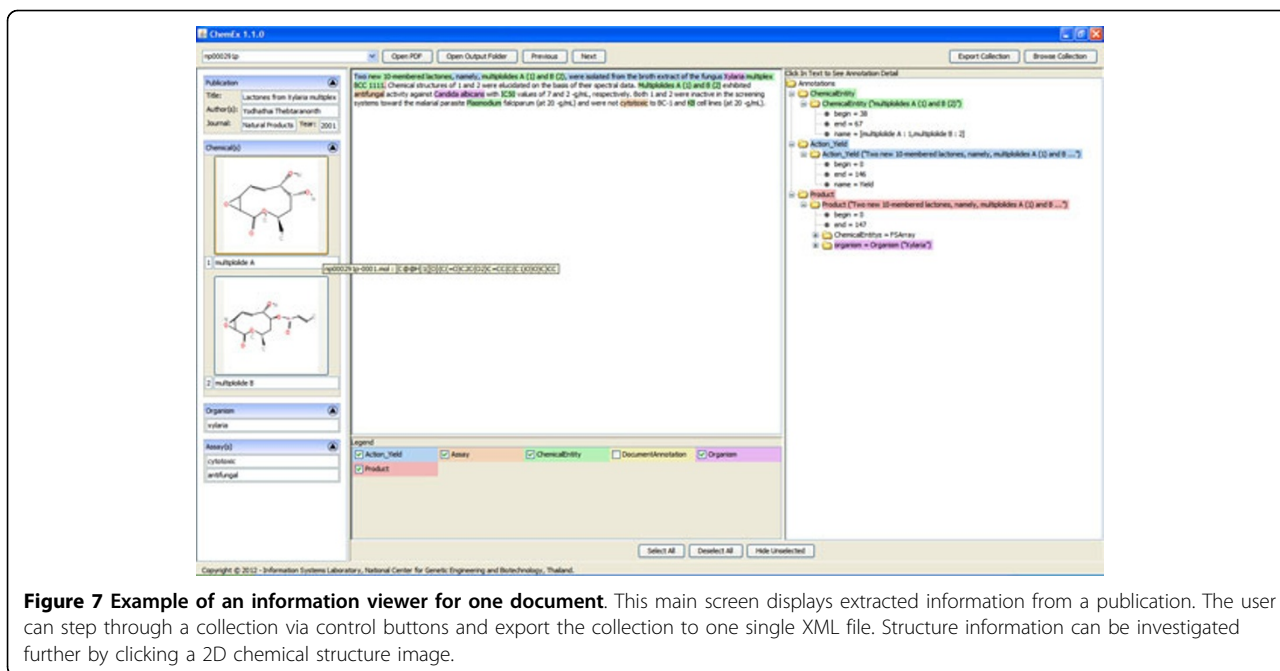 ChemEx 1.1.0
np000291p
Open PDF Open Output Folder Previous Next Export Collection Browse Collection
Publication
Title: Lactones from Xylaria multiplex
Author(s): Yodhathai Thebtaranonth
Journal: Natural Products Year: 2001
Chemical(s)
1 multiplolide A
2 multiplolide B
Organism
xylaria
Assay(s)
cytotoxic
antifungal
Two new 10-membered lactones, namely, multiplolides A (1) and B (2), were isolated from the broth extract of the fungus Xylaria multiplex
BCC 1111. Chemical structures of 1 and 2 were elucidated on the basis of their spectral data. Multiplolides A (1) and B (2) exhibited
antifungal activity against Candida albicans with IC50 values of 7 and 2 -g/mL, respectively. Both 1 and 2 were inactive in the screening
systems toward the malarial parasite Plasmodium falciparum (at 20 -g/mL) and were not cytotoxic to BC-1 and KB cell lines (at 20 -g/mL).
Legend
Action_Yield Assay ChemicalEntity DocumentAnnotation Organism
Product
Click In Text to See Annotation Detail
Annotations
ChemicalEntity
ChemicalEntity ("multiplolides A (1) and B (2)")
begin = 38
end = 67
name = [multiplolide A : 1,multiplolide B : 2]
Action_Yield
Action_Yield ("Two new 10-membered lactones, namely, multiplolides A (1) and B ...")
begin = 0
end = 146
name = Yield
Product
Product ("Two new 10-membered lactones, namely, multiplolides A (1) and B ...")
begin = 0
end = 147
ChemicalEntitys = FSArray
organism = Organism ("Xylaria")
Select All Deselect All Hide Unselected
Copyright © 2012 - Information Systems Laboratory, National Center for Genetic Engineering and Biotechnology, Thailand.
Figure 7 Example of an information viewer for one document. This main screen displays extracted information from a publication. The user
can step through a collection via control buttons and export the collection to one single XML file. Structure information can be investigated
further by clicking a 2D chemical structure image.